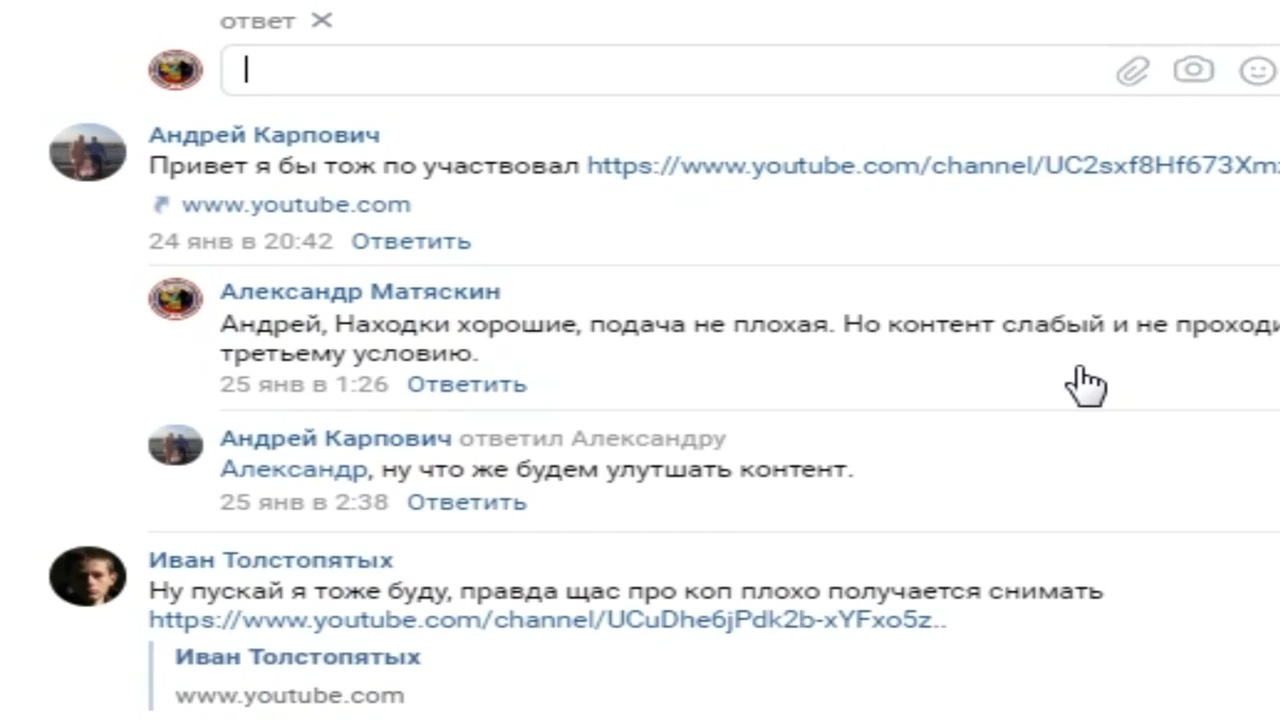 ответ
Андрей Карпович
Привет я бы тож по участвовал https://www.youtube.com/channel/UC2sxf8Hf673Xm
www.youtube.com
24 янв в 20:42 Ответить
Александр Матяскин
Андрей, Находки хорошие, подача не плохая. Но контент слабый и не проходи
третьему условию.
25 янв в 1:26 Ответить
Андрей Карпович ответил Александру
Александр, ну что же будем улутшать контент.
25 янв в 2:38 Ответить
Иван Толстопятых
Ну пускай я тоже буду, правда щас про коп плохо получается снимать
https://www.youtube.com/channel/UCuDhe6jPdk2b-xYFxo5z..
Иван Толстопятых
www.youtube.com